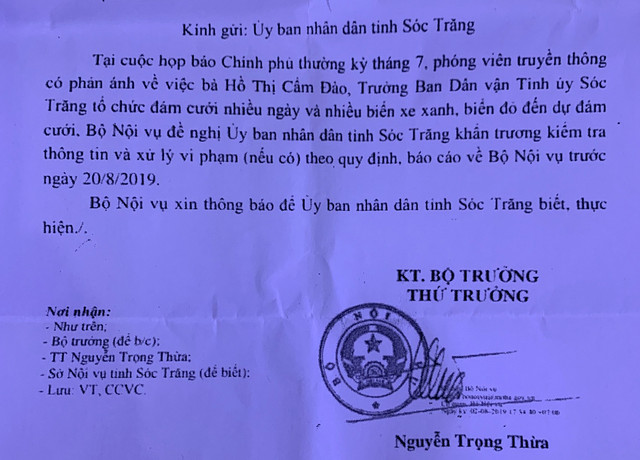 Kính gửi: Ủy ban nhân dân tỉnh Sóc Trăng
Tại cuộc họp báo Chính phủ thường kỳ tháng 7, phóng viên truyền thông
có phản ánh về việc bà Hồ Thị Cẩm Đào, Trưởng Ban Dân vận Tỉnh ủy Sóc
Trăng tổ chức đám cưới nhiều ngày và nhiều biển xe xanh, biển đỏ đến dự đám
cưới. Bộ Nội vụ đề nghị Ủy ban nhân dân tỉnh Sóc Trăng khẩn trương kiểm tra
thông tin và xử lý vi phạm (nếu có) theo quy định, báo cáo về Bộ Nội vụ trước
ngày 20/8/2019.
Bộ Nội vụ xin thông báo để Ủy ban nhân dân tỉnh Sóc Trăng biết, thực
hiện./.
KT. BỘ TRƯỞNG
THỨ TRƯỞNG
Nơi nhận:
- Như trên;
- Bộ trưởng (để b/c);
- TT Nguyễn Trọng Thừa;
- Sở Nội vụ tỉnh Sóc Trăng (để biết);
- Lưu: VT, CCVC.
BỘ NỘI
Bộ Nội vụ
02-08-2019 17
Nguyễn Trọng Thừa